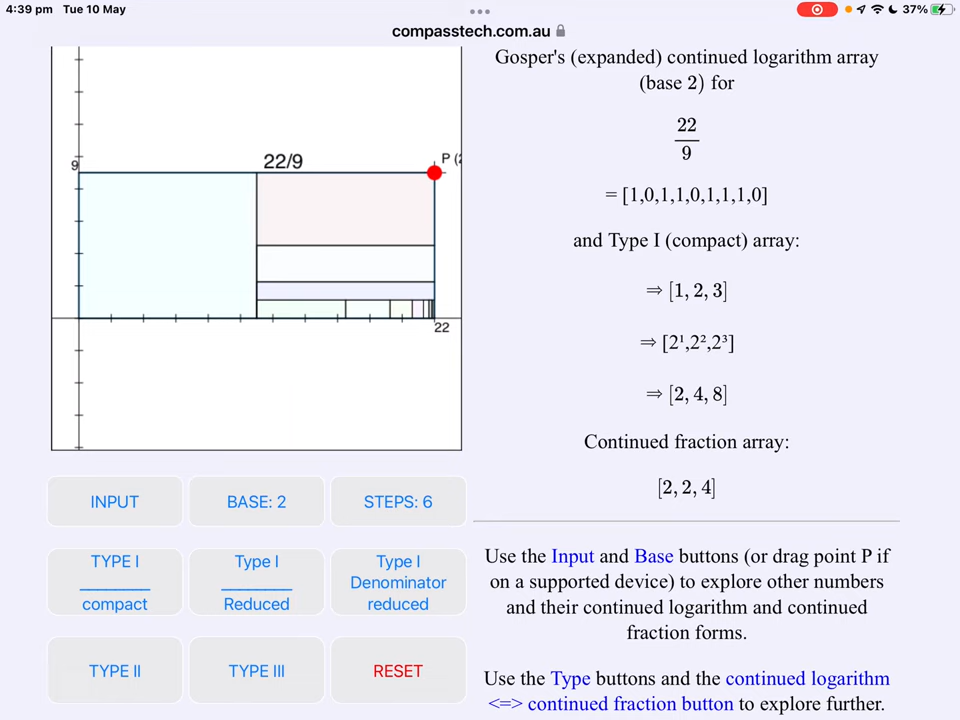 4:39 pm Tue 10 May
37%
compasstech.com.au
9
22/9
P (2
22
Gosper's (expanded) continued logarithm array
(base 2) for
22
9
= [1,0,1,1,0,1,1,1,0]
and Type I (compact) array:
⇒ [1, 2, 3]
⇒ [2¹,2²,2³]
⇒ [2, 4, 8]
Continued fraction array:
[2, 2, 4]
INPUT
BASE: 2
STEPS: 6
TYPE I
compact
Type I
Reduced
Type I
Denominator
reduced
TYPE II
TYPE III
RESET
Use the Input and Base buttons (or drag point P if
on a supported device) to explore other numbers
and their continued logarithm and continued
fraction forms.
Use the Type buttons and the continued logarithm
<=> continued fraction button to explore further.